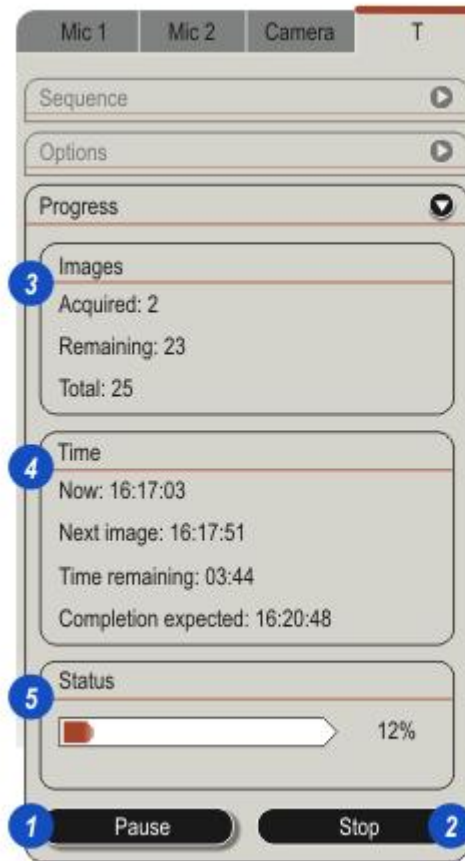 Mic 1 Mic 2 Camera T
Sequence
Options
Progress
3 Images
Acquired: 2
Remaining: 23
Total: 25
4 Time
Now: 16:17:03
Next image: 16:17:51
Time remaining: 03:44
Completion expected: 16:20:48
5 Status
12%
1 Pause Stop 2